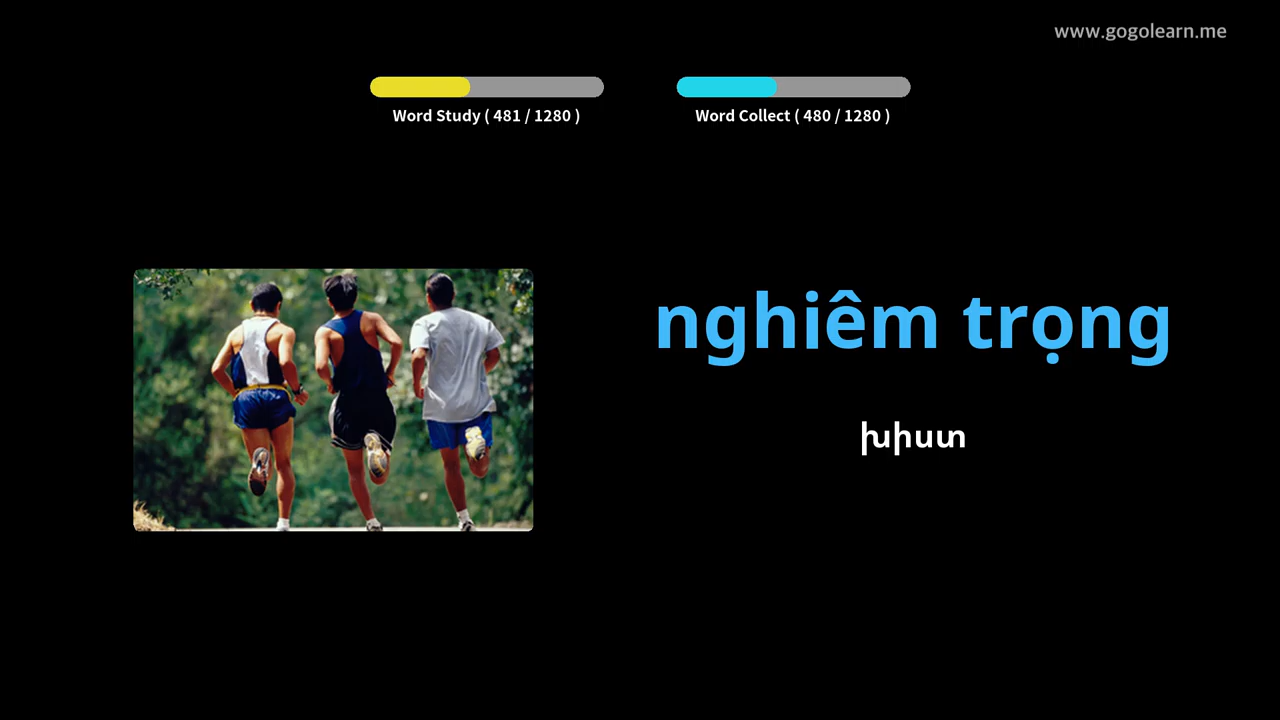 www.gogolearn.me
Word Study ( 481 / 1280 )
Word Collect ( 480 / 1280 )
nghiêm trọng
խիստ